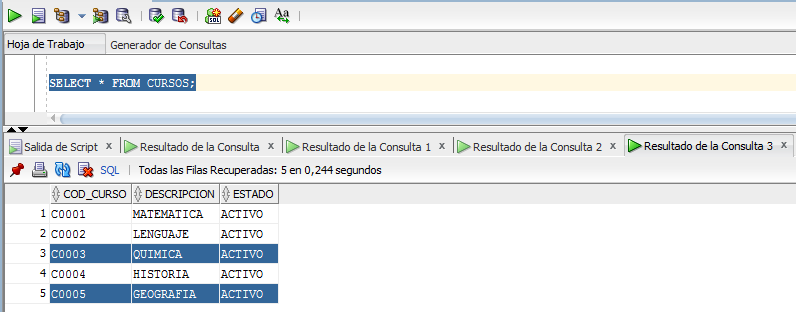 SQL
Aa
Hoja de Trabajo Generador de Consultas
SELECT * FROM CURSOS;
Salida de Script x Resultado de la Consulta x Resultado de la Consulta 1 x Resultado de la Consulta 2 x Resultado de la Consulta 3 x
SQL Todas las Filas Recuperadas: 5 en 0,244 segundos
COD_CURSO DESCRIPCION ESTADO
1 C0001 MATEMATICA ACTIVO
2 C0002 LENGUAJE ACTIVO
3 C0003 QUIMICA ACTIVO
4 C0004 HISTORIA ACTIVO
5 C0005 GEOGRAFIA ACTIVO